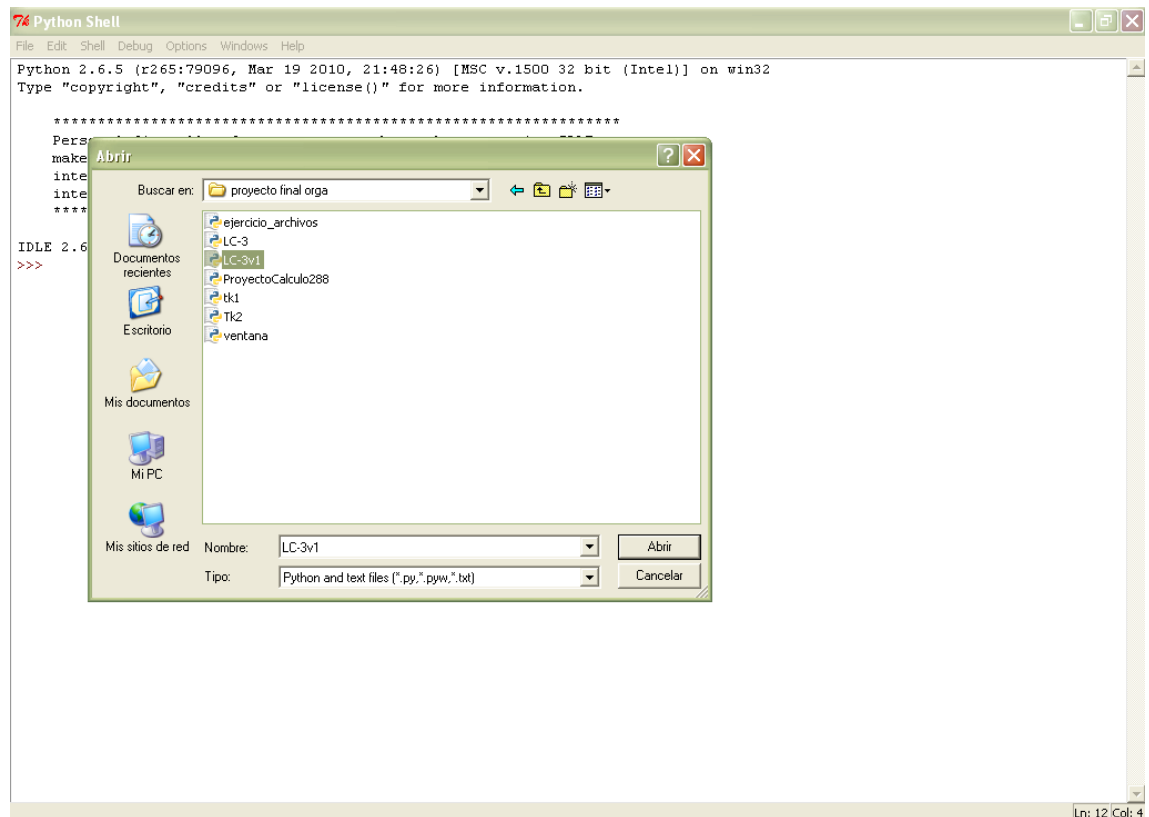 Python Shell
File Edit Shell Debug Options Windows Help
Python 2.6.5 (r265:79096, Mar 19 2010, 21:48:26) [MSC v.1500 32 bit (Intel)] on win32
Type "copyright", "credits" or "license()" for more information.
****************************************************************
Pers
make
inte
inte
****
IDLE 2.6
>>>
Abrir
Buscar en: proyecto final orga
Documentos recientes
Escritorio
Mis documentos
Mi PC
Mis sitios de red
ejercicio_archivos
LC-3
LC-3v1
ProyectoCalculo288
tk1
Tk2
ventana
Nombre: LC-3v1 Abrir
Tipo: Python and text files (*.py,*.pyw,*.txt) Cancelar
Ln: 12 Col: 4